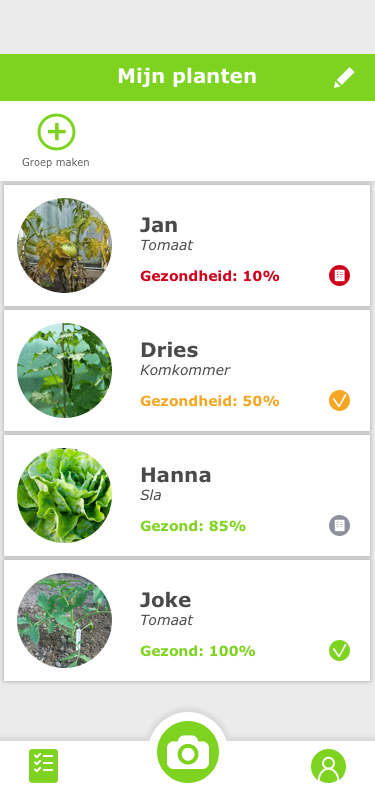 Mijn planten
Groep maken
Jan
Tomaat
Gezondheid: 10%
Dries
Komkommer
Gezondheid: 50%
Hanna
Sla
Gezond: 85%
Joke
Tomaat
Gezond: 100%